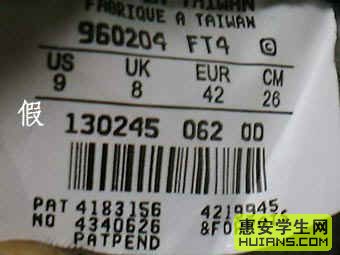 FABRIQUE A TAIWAN
960204 FT4 ©
US UK EUR CM
9 8 42 26
假
130245 062 00
PAT 4183156 4219945,
NO 4340626
PATPEND
惠安学生网
HUIANS.COM